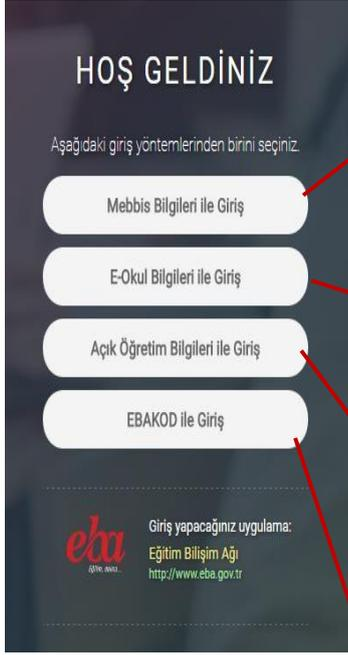 HOŞ GELDİNİZ
Aşağıdaki giriş yöntemlerinden birini seçiniz.
Mebbis Bilgileri ile Giriş
E-Okul Bilgileri ile Giriş
Açık Öğretim Bilgileri ile Giriş
EBAKOD ile Giriş
eba
Giriş yapacağınız uygulama:
Eğitim Bilişim Ağı
http://www.eba.gov.tr